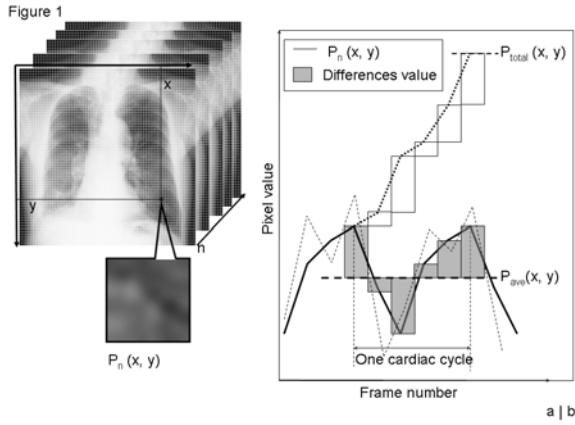 Figure 1
x
y
n
Pn (x, y)
Pn (x, y)
Differences value
Ptotal (x, y)
Pave(x, y)
One cardiac cycle
Pixel value
Frame number
a | b